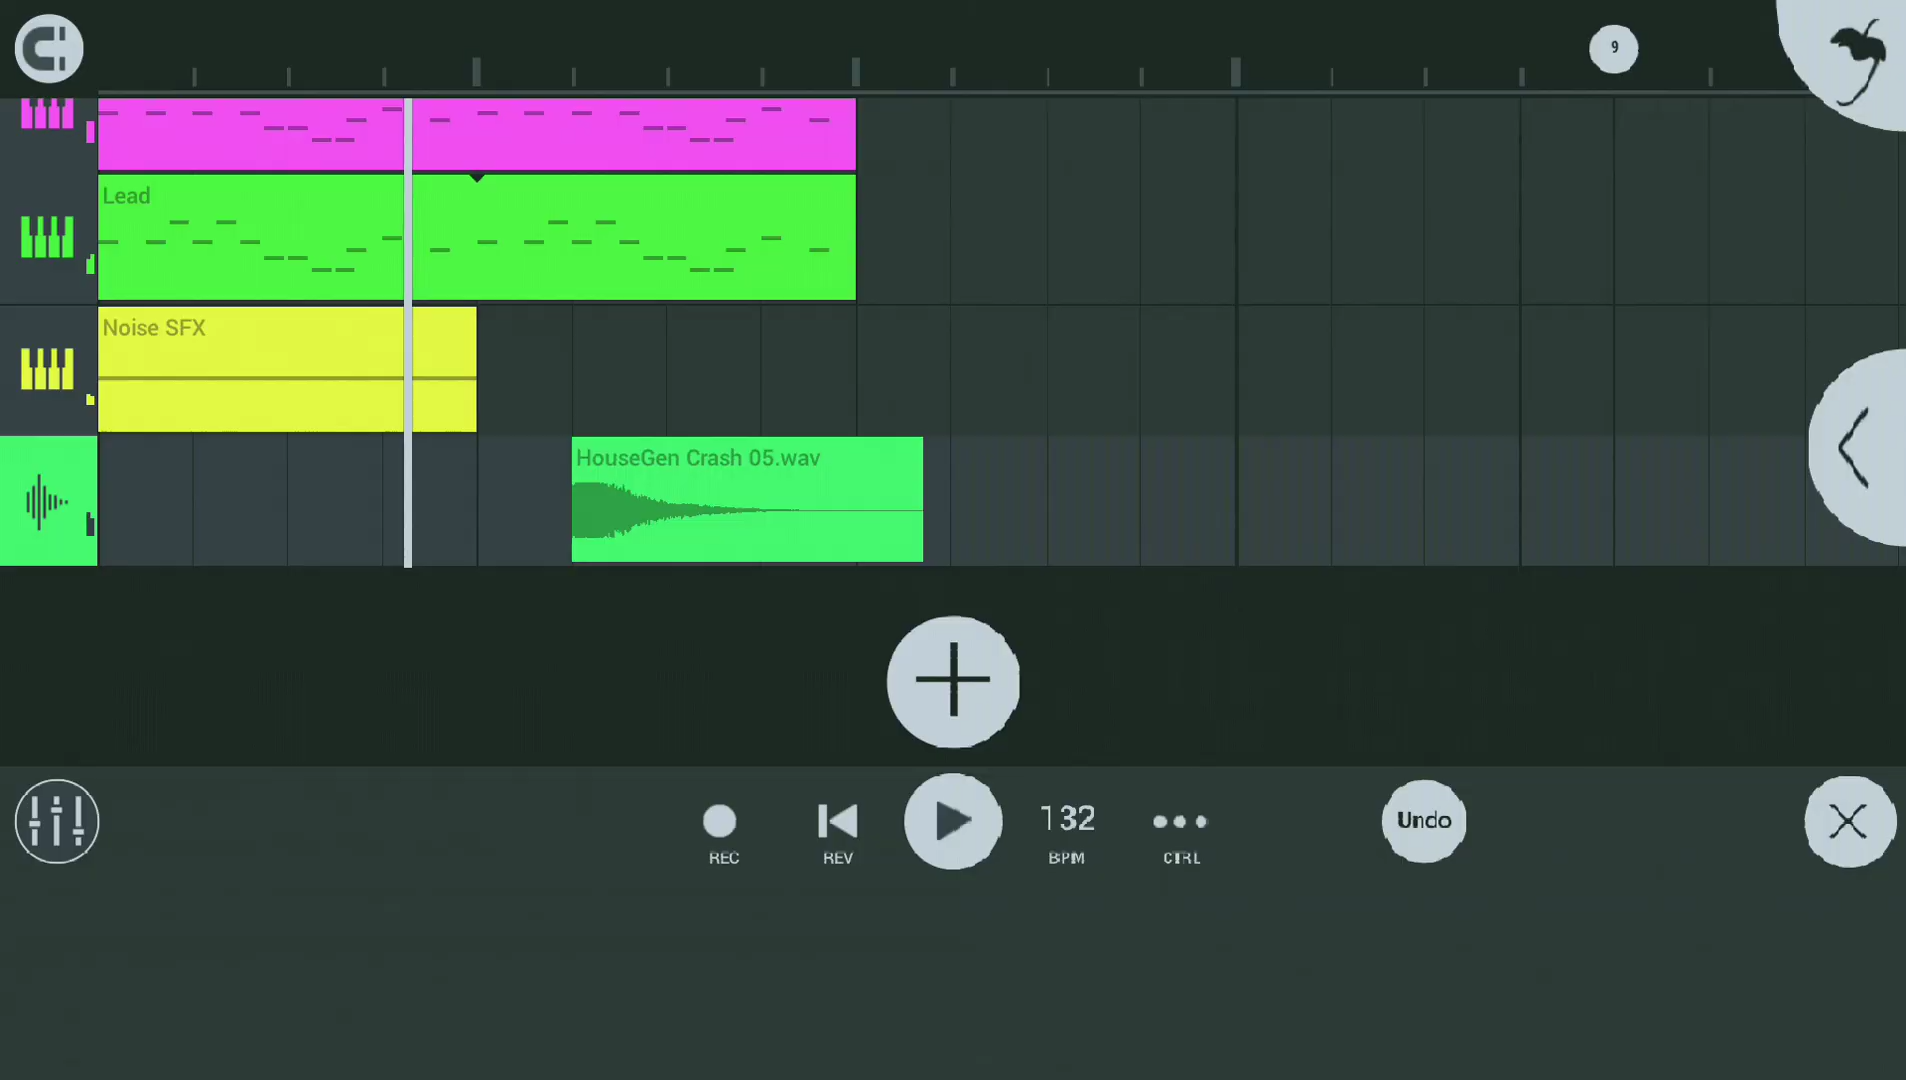 9
Lead
Noise SFX
HouseGen Crash 05.wav
132
Undo
REC
REV
BPM
CTRL